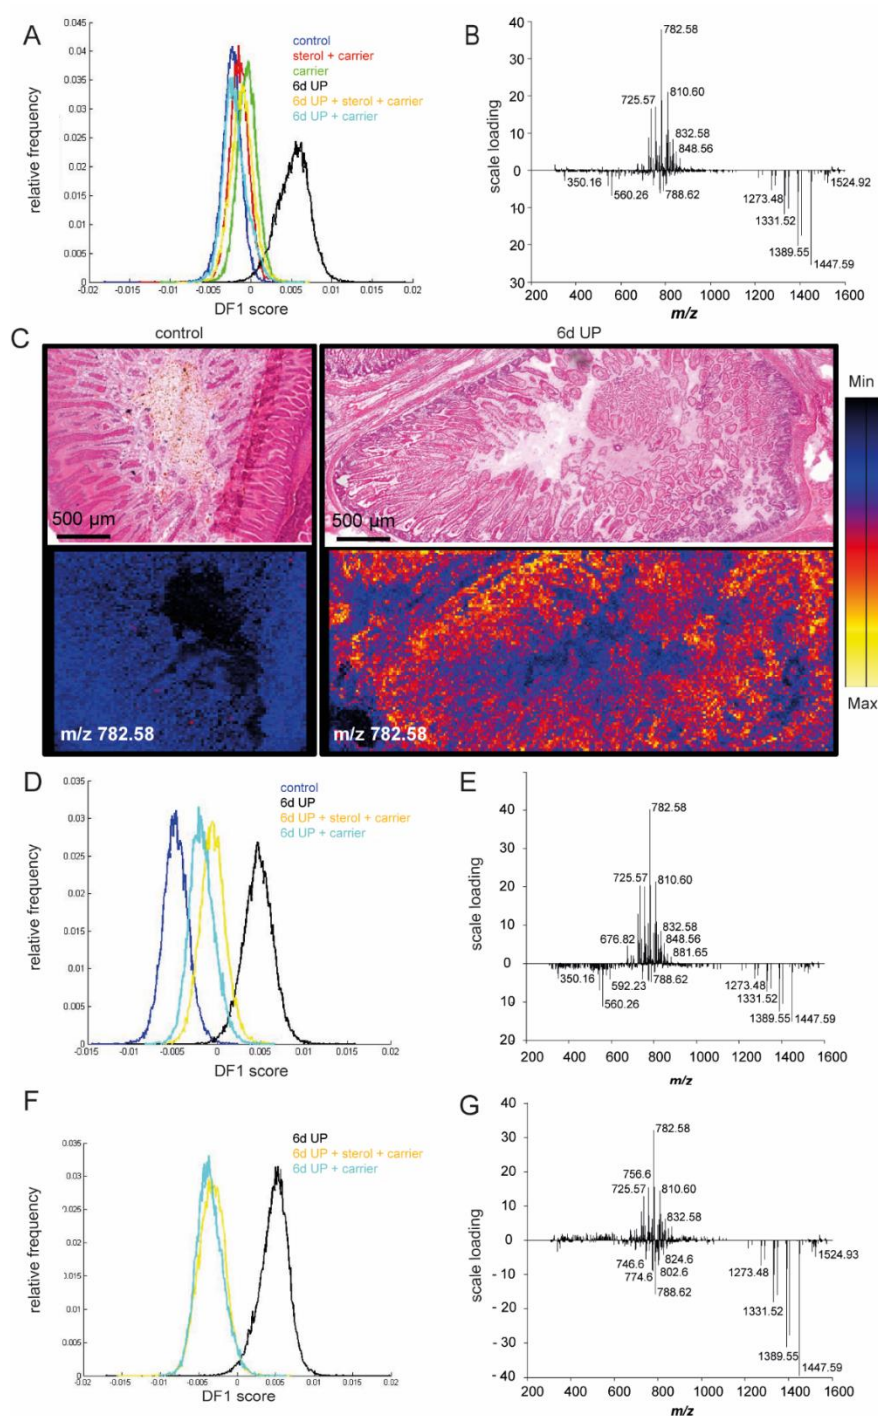 A
0.05
0.045
0.04
0.035
0.03
0.025
0.02
0.015
0.01
0.005
0
-0.02 -0.015 -0.01 -0.005 0 0.005 0.01 0.015 0.02
relative frequency
DF1 score
control
sterol + carrier
carrier
6d UP
6d UP + sterol + carrier
6d UP + carrier
B
40
30
20
10
0
10
20
30
200 400 600 800 1000 1200 1400 1600
scale loading
m/z
782.58
725.57
810.60
832.58
848.56
350.16
560.26
788.62
1273.48
1331.52
1389.55
1447.59
1524.92
C
control
6d UP
500 µm
500 µm
m/z 782.58
m/z 782.58
Min
Max
D
0.035
0.03
0.025
0.02
0.015
0.01
0.005
0
-0.015 -0.01 -0.005 0 0.005 0.01 0.015 0.02
relative frequency
DF1 score
control
6d UP
6d UP + sterol + carrier
6d UP + carrier
E
40
30
20
10
0
10
20
200 400 600 800 1000 1200 1400 1600
scale loading
m/z
782.58
725.57
810.60
832.58
848.56
881.65
676.82
350.16
592.23
788.62
560.26
1273.48
1331.52
1389.55
1447.59
F
0.035
0.03
0.025
0.02
0.015
0.01
0.005
0
-0.02 -0.015 -0.01 -0.005 0 0.005 0.01 0.015 0.02
relative frequency
DF1 score
6d UP
6d UP + sterol + carrier
6d UP + carrier
G
40
30
20
10
0
- 10
- 20
- 30
- 40
200 400 600 800 1000 1200 1400 1600
scale loading
m/z
782.58
756.6
725.57
810.60
832.58
746.6
824.6
774.6
802.6
788.62
1273.48
1331.52
1389.55
1447.59
1524.93